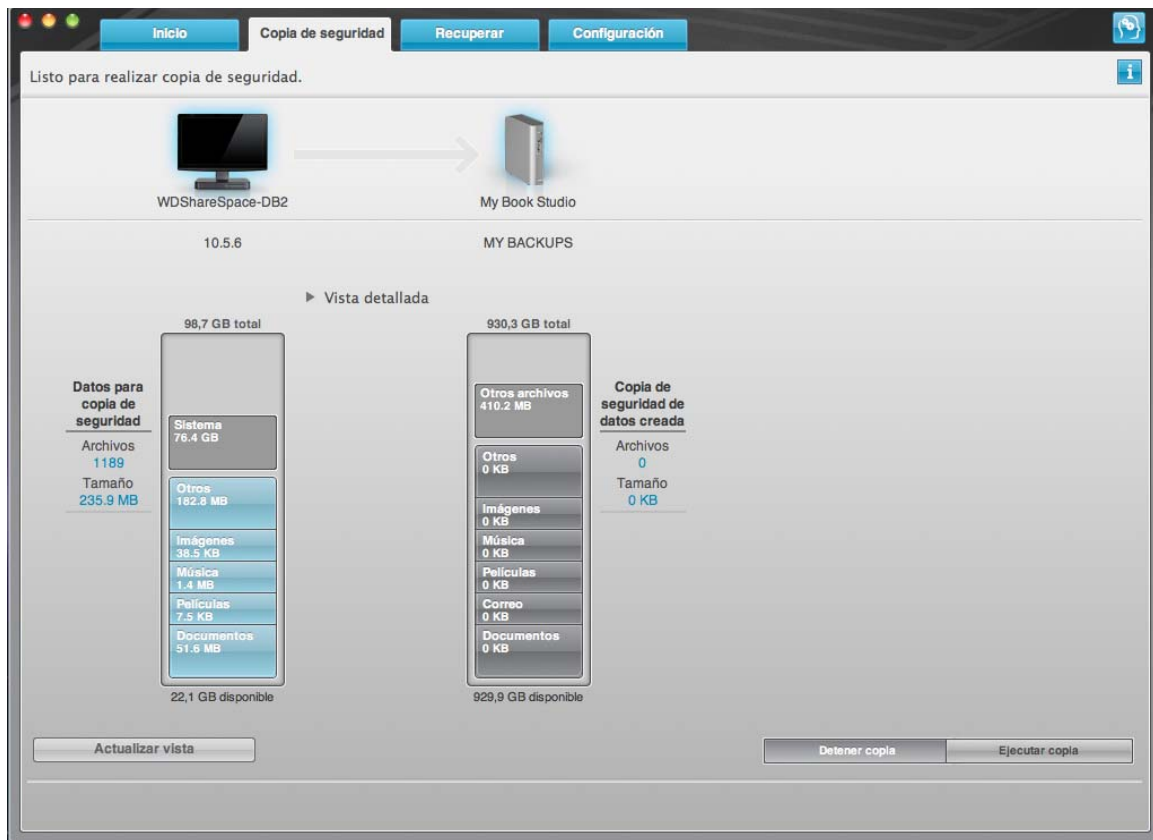 Inicio
Copia de seguridad
Recuperar
Configuración
Listo para realizar copia de seguridad.
WDShareSpace-DB2
My Book Studio
10.5.6
MY BACKUPS
Vista detallada
98,7 GB total
930,3 GB total
Datos para
copia de
seguridad
Archivos
1189
Tamaño
235.9 MB
Sistema
76.4 GB
Otros
182.8 MB
Imágenes
38.5 KB
Música
1.4 MB
Películas
7.5 KB
Documentos
51.6 MB
22,1 GB disponible
Otros archivos
410.2 MB
Otros
0 KB
Imágenes
0 KB
Música
0 KB
Películas
0 KB
Correo
0 KB
Documentos
0 KB
929,9 GB disponible
Copia de
seguridad de
datos creada
Archivos
0
Tamaño
0 KB
Actualizar vista
Detener copia
Ejecutar copia